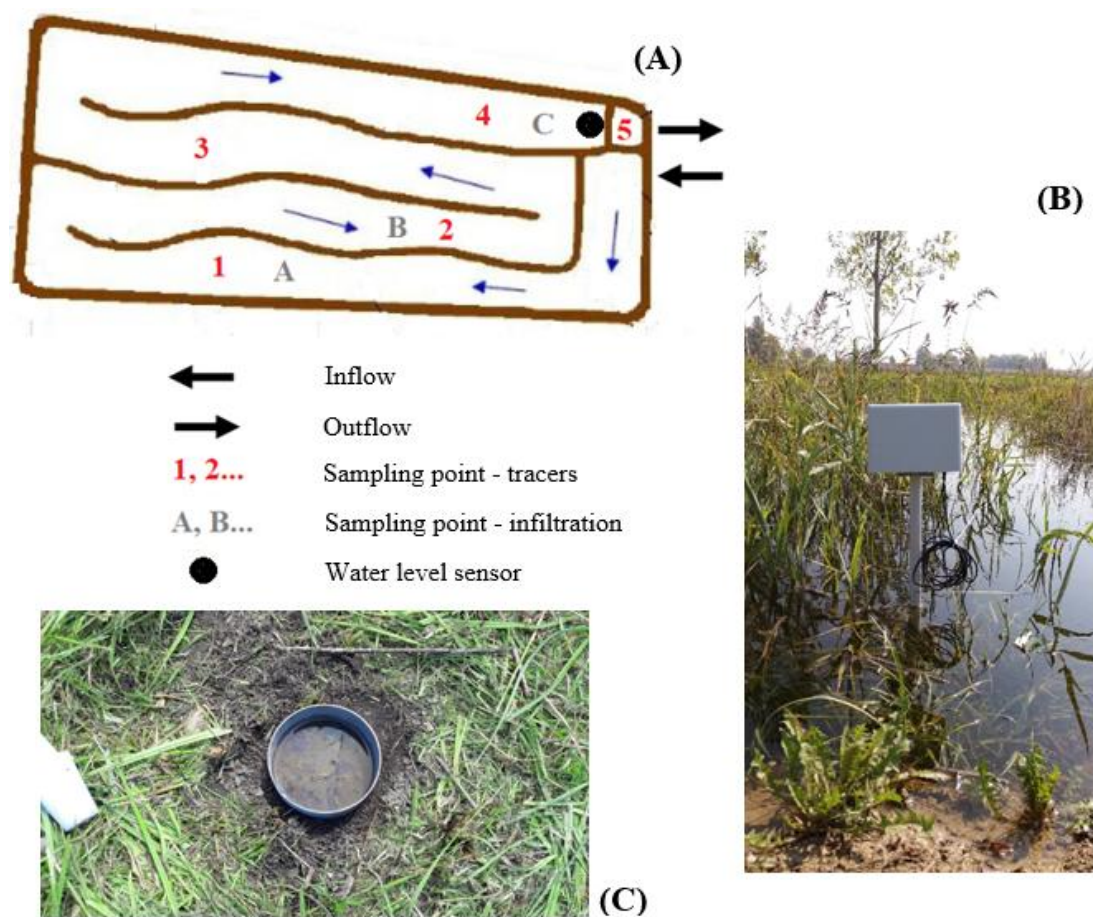 (A)
4
C
5
3
B
2
1
A
(B)
Inflow
Outflow
1, 2... Sampling point - tracers
A, B... Sampling point - infiltration
Water level sensor
(C)